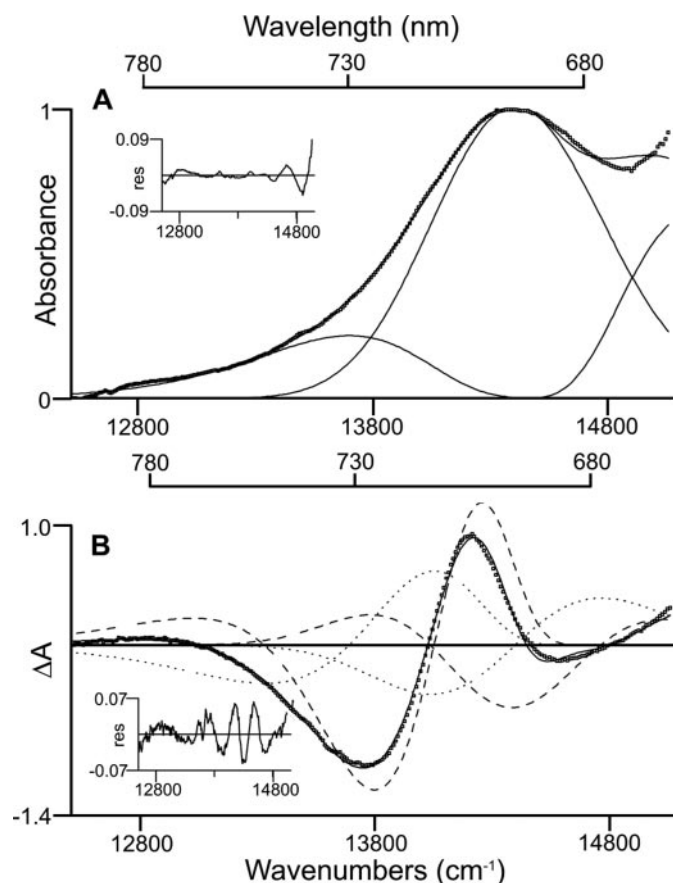 Wavelength (nm)
780 730 680
A
1
0.09
res
-0.09
12800 14800
Absorbance
0
12800 13800 14800
780 730 680
B
1.0
ΔA
0.07
res
-0.07
12800 14800
-1.4
12800 13800 14800
Wavenumbers (cm⁻¹)